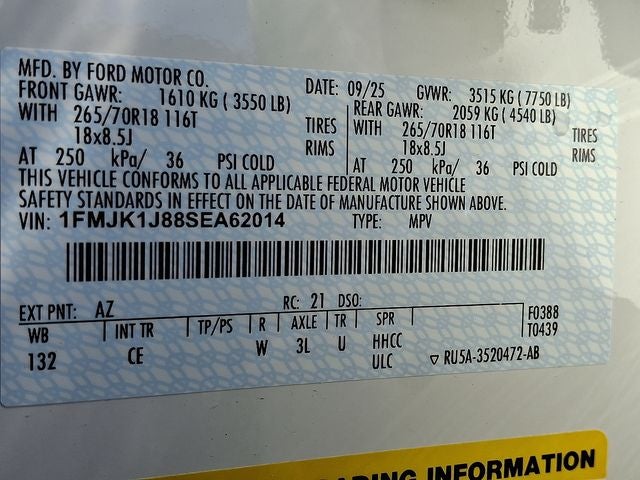 MFD. BY FORD MOTOR CO. DATE: 09/25 GVWR: 3515 KG ( 7750 LB)
FRONT GAWR: 1610 KG ( 3550 LB) REAR GAWR: 2059 KG ( 4540 LB)
WITH 265/70R18 116T TIRES WITH 265/70R18 116T TIRES
18x8.5J RIMS 18x8.5J RIMS
AT 250 kPa/ 36 PSI COLD AT 250 kPa/ 36 PSI COLD
THIS VEHICLE CONFORMS TO ALL APPLICABLE FEDERAL MOTOR VEHICLE
SAFETY STANDARDS IN EFFECT ON THE DATE OF MANUFACTURE SHOWN ABOVE.
VIN: 1FMJK1J88SEA62014 TYPE: MPV
EXT PNT: AZ RC: 21 DSO: F0388
WB INT TR TP/PS R AXLE TR SPR T0439
132 CE W 3L U HHCC
ULC ▽ RU5A-3520472-AB
INFORMATION